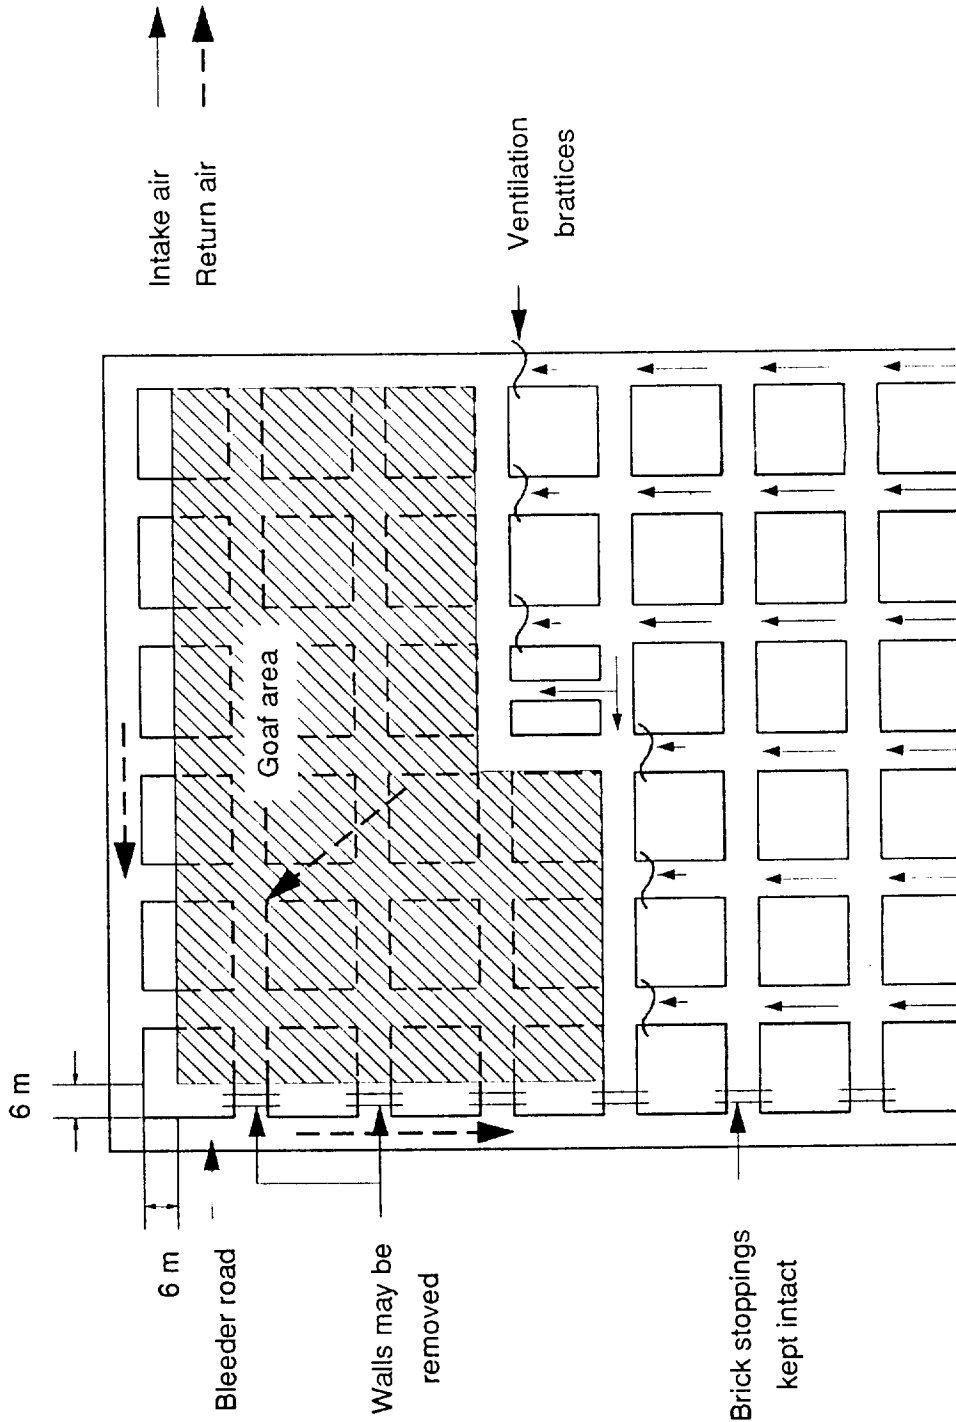 Intake air
Return air
Ventilation
brattices
Goaf area
6 m
6 m
Bleeder road
Walls may be
removed
Brick stoppings
kept intact